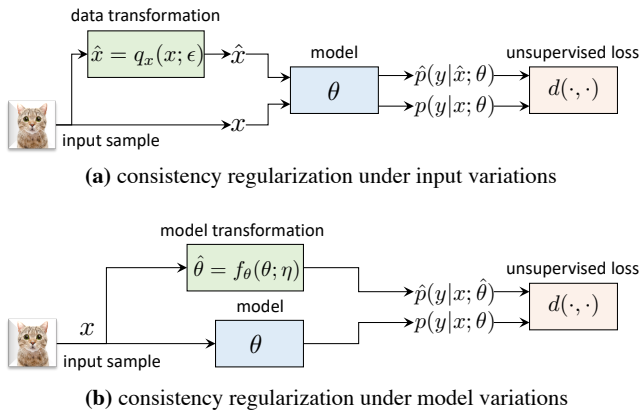 data transformation
x̂ = q_x(x; ϵ)
x̂
model
θ
p̂(y|x̂; θ)
p(y|x; θ)
unsupervised loss
d(·, ·)
x
input sample
(a) consistency regularization under input variations
model transformation
θ̂ = f_θ(θ; η)
unsupervised loss
p̂(y|x; θ̂)
d(·, ·)
x
model
θ
p(y|x; θ)
input sample
(b) consistency regularization under model variations